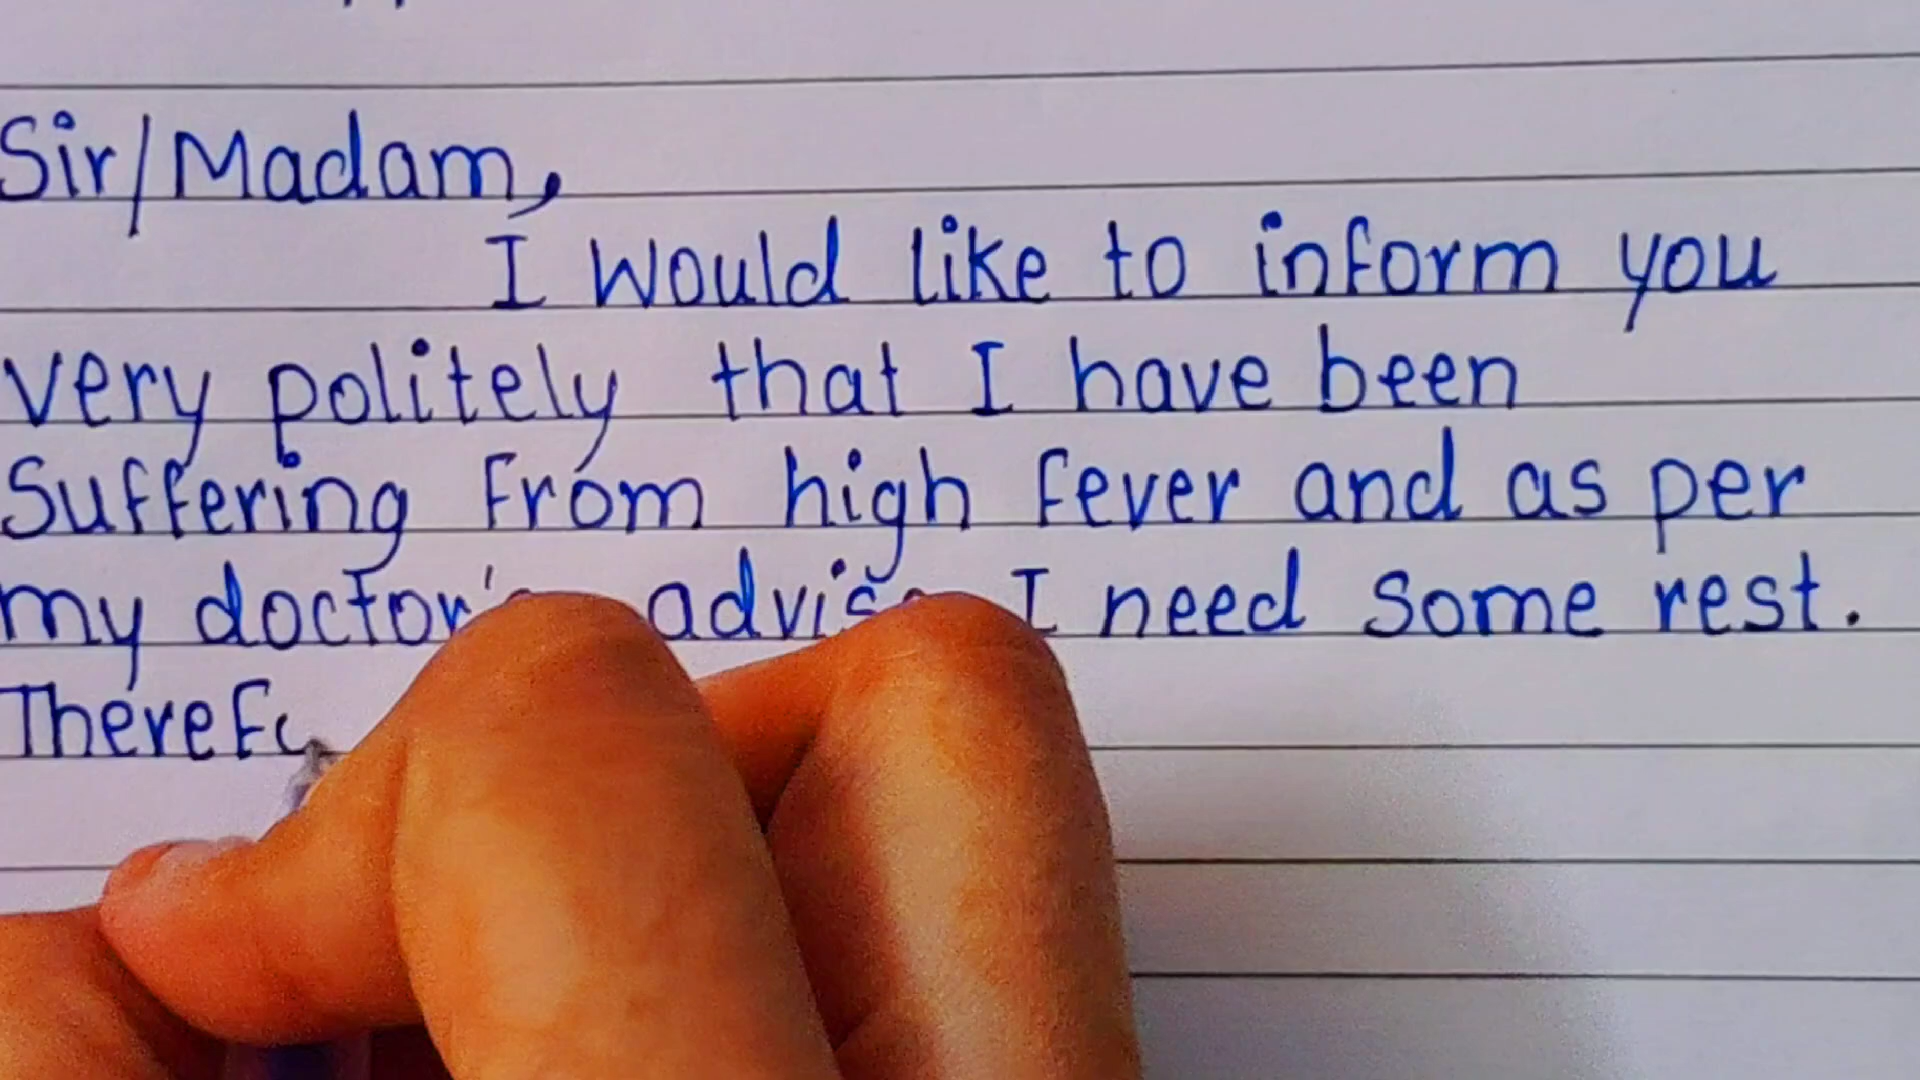 Sir/Madam,
I would like to inform you
very politely that I have been
Suffering from high fever and as per
my I need some rest.